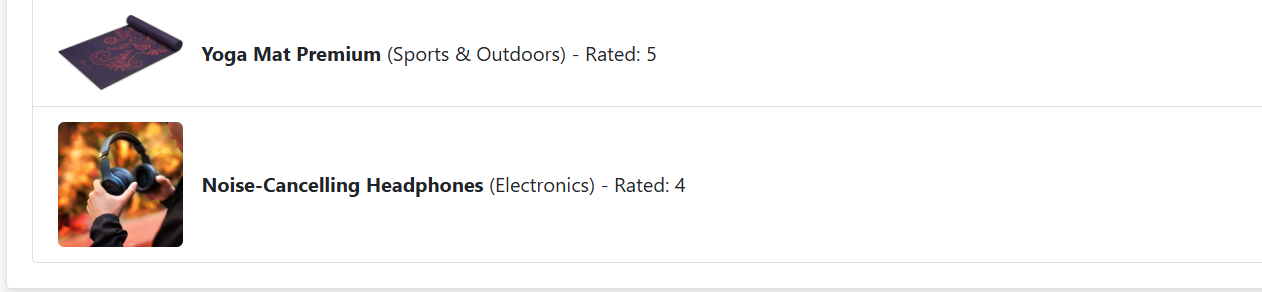 Yoga Mat Premium (Sports & Outdoors) - Rated: 5
Noise-Cancelling Headphones (Electronics) - Rated: 4